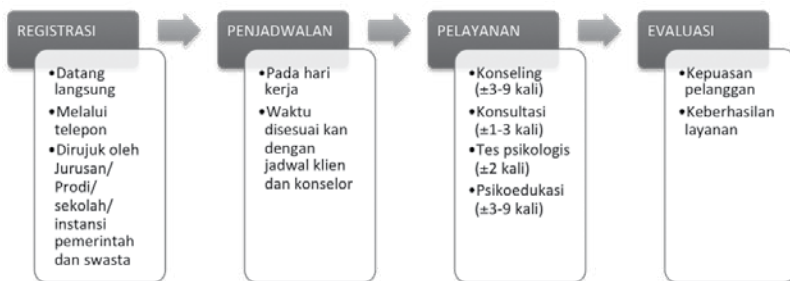 REGISTRASI
•Datang
langsung
•Melalui
telepon
•Dirujuk oleh
Jurusan/
Prodi/
sekolah/
instansi
pemerintah
dan swasta
PENJADWALAN
•Pada hari
kerja
•Waktu
disesuai kan
dengan
jadwal klien
dan konselor
PELAYANAN
•Konseling
(±3-9 kali)
•Konsultasi
(±1-3 kali)
•Tes psikologis
(±2 kali)
•Psikoedukasi
(±3-9 kali)
EVALUASI
•Kepuasan
pelanggan
•Keberhasilan
layanan